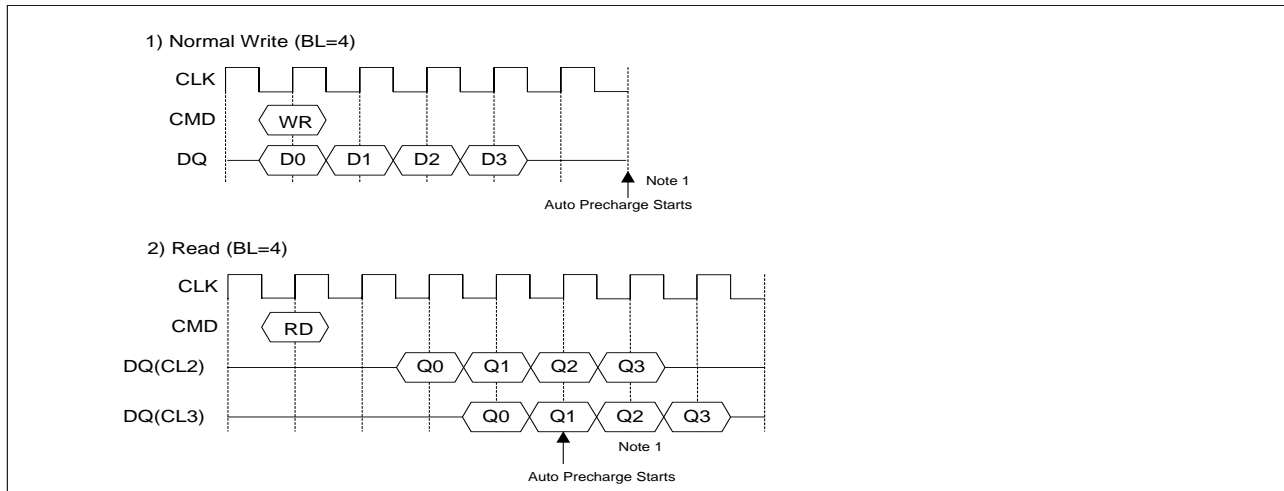 1) Normal Write (BL=4)
CLK
CMD WR
DQ D0 D1 D2 D3
Note 1
Auto Precharge Starts
2) Read (BL=4)
CLK
CMD RD
DQ(CL2) Q0 Q1 Q2 Q3
DQ(CL3) Q0 Q1 Q2 Q3
Note 1
Auto Precharge Starts